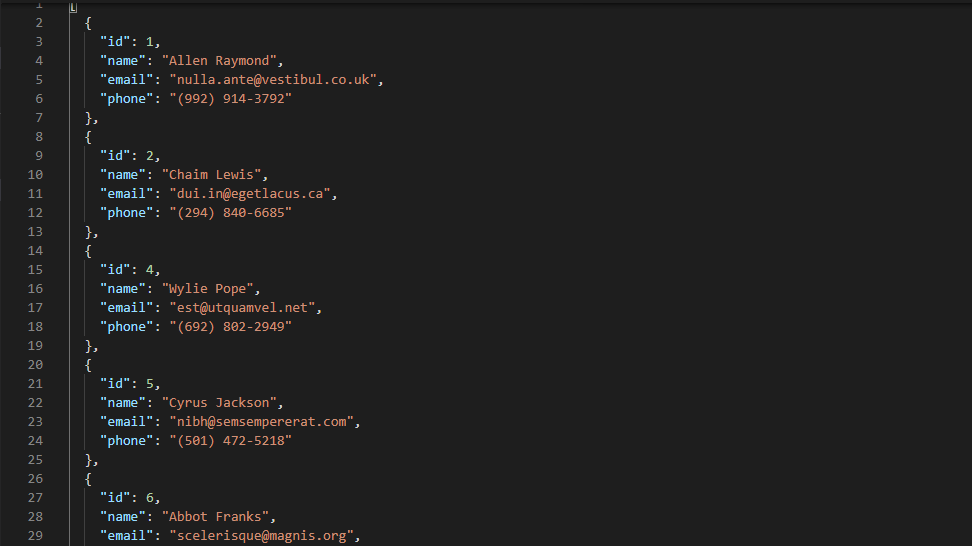 1 [
2 {
3 "id": 1,
4 "name": "Allen Raymond",
5 "email": "nulla.ante@vestibul.co.uk",
6 "phone": "(992) 914-3792"
7 },
8 {
9 "id": 2,
10 "name": "Chaim Lewis",
11 "email": "dui.in@egetlacus.ca",
12 "phone": "(294) 840-6685"
13 },
14 {
15 "id": 4,
16 "name": "Wylie Pope",
17 "email": "est@utquamvel.net",
18 "phone": "(692) 802-2949"
19 },
20 {
21 "id": 5,
22 "name": "Cyrus Jackson",
23 "email": "nibh@semsempererat.com",
24 "phone": "(501) 472-5218"
25 },
26 {
27 "id": 6,
28 "name": "Abbot Franks",
29 "email": "scelerisque@magnis.org",